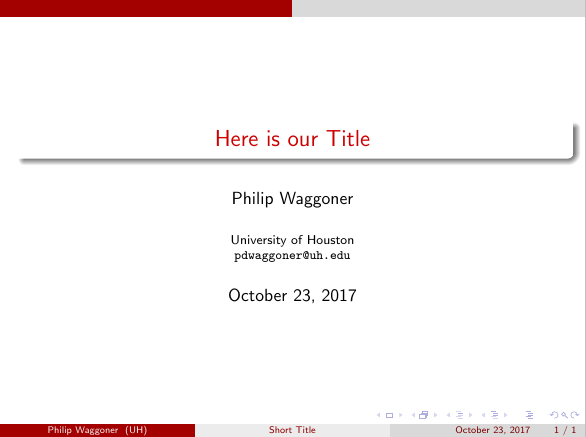 Here is our Title
Philip Waggoner
University of Houston
pdwaggoner@uh.edu
October 23, 2017
Philip Waggoner (UH) Short Title October 23, 2017 1 / 1